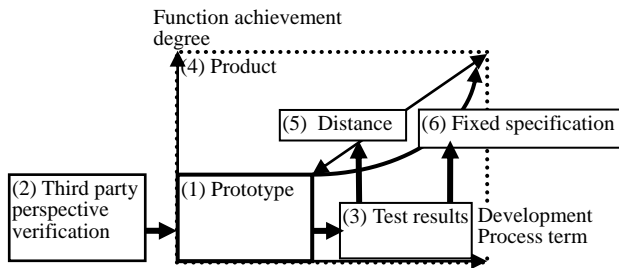 Function achievement
degree
(4) Product
(5) Distance
(6) Fixed specification
(2) Third party
perspective
verification
(1) Prototype
(3) Test results
Development
Process term